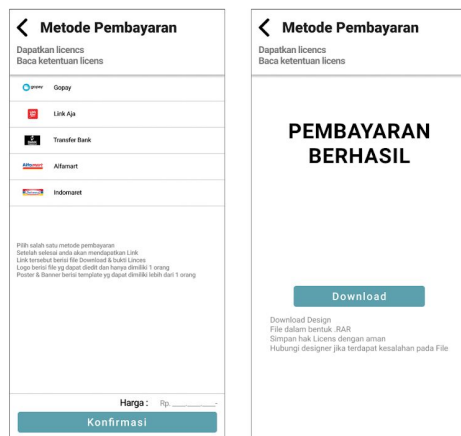 Metode Pembayaran
Dapatkan licencs
Baca ketentuan licens
gopay Gopay
Link Aja
Transfer Bank
Alfamart Alfamart
Indomaret
Pilih salah satu metode pembayaran
Setelah selesai anda akan mendapatkan Link
Link tersebut berisi file Download & bukti Linces
Logo berisi file yg dapat diedit dan hanya dimiliki 1 orang
Poster & Banner berisi template yg dapat dimiliki lebih dari 1 orang
Harga : Rp. __________-
Konfirmasi
Metode Pembayaran
Dapatkan licencs
Baca ketentuan licens
PEMBAYARAN
BERHASIL
Download
Download Design
File dalam bentuk .RAR
Simpan hak Licens dengan aman
Hubungi designer jika terdapat kesalahan pada File